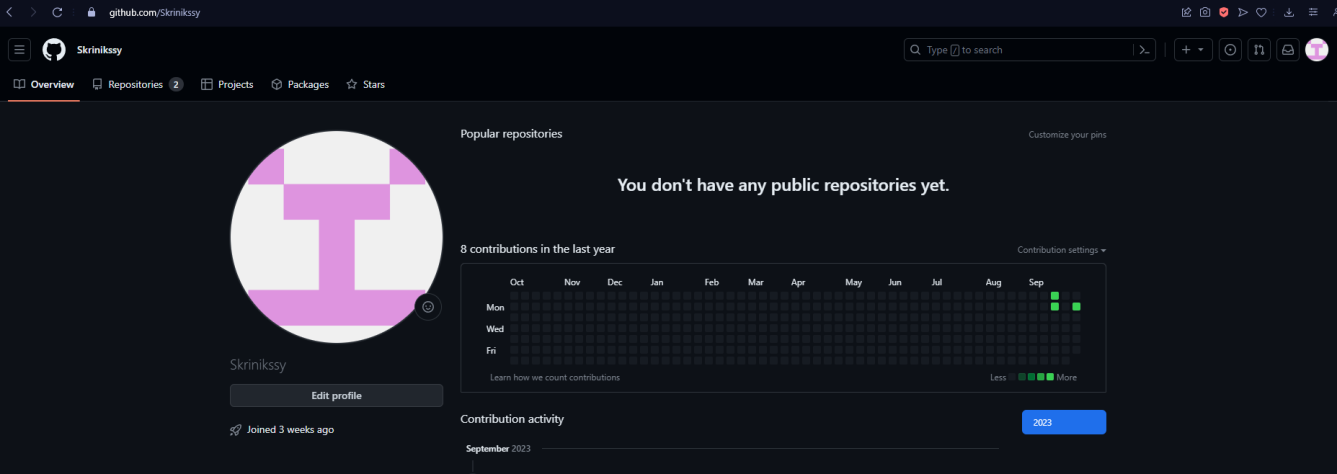 github.com/Skrinikssy
Skrinikssy
Type / to search
Overview Repositories 2 Projects Packages Stars
Popular repositories Customize your pins
You don't have any public repositories yet.
8 contributions in the last year Contribution settings
Oct Nov Dec Jan Feb Mar Apr May Jun Jul Aug Sep
Mon
Wed
Fri
Learn how we count contributions Less More
Skrinikssy
Edit profile
Joined 3 weeks ago
Contribution activity 2023
September 2023